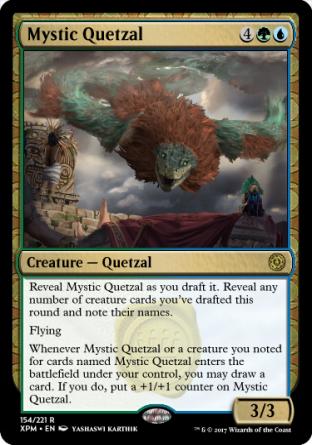 Mystic Quetzal 4
Creature — Quetzal
Reveal Mystic Quetzal as you draft it. Reveal any
number of creature cards you've drafted this
round and note their names.
Flying
Whenever Mystic Quetzal or a creature you
noted for cards named Mystic Quetzal enters the
battlefield under your control, you may draw a
card. If you do, put a +1/+1 counter on Mystic
Quetzal.
3/3
154/221 R
XPM • EN YASHASWI KARTHIK
™ & © 2017 Wizards of the Coast